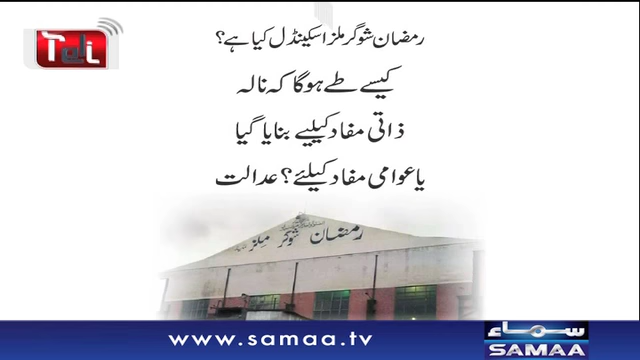 Teli
رمضان شوگر ملز اسکینڈل کیا ہے؟
کیسے طے ہوگا کہ نالہ
ذاتی مفاد کیلیے بنایا گیا
یا عوامی مفاد کیلئے؟ عدالت
رمضان شوگر ملز
www.samaa.tv
سماء
SAMAA